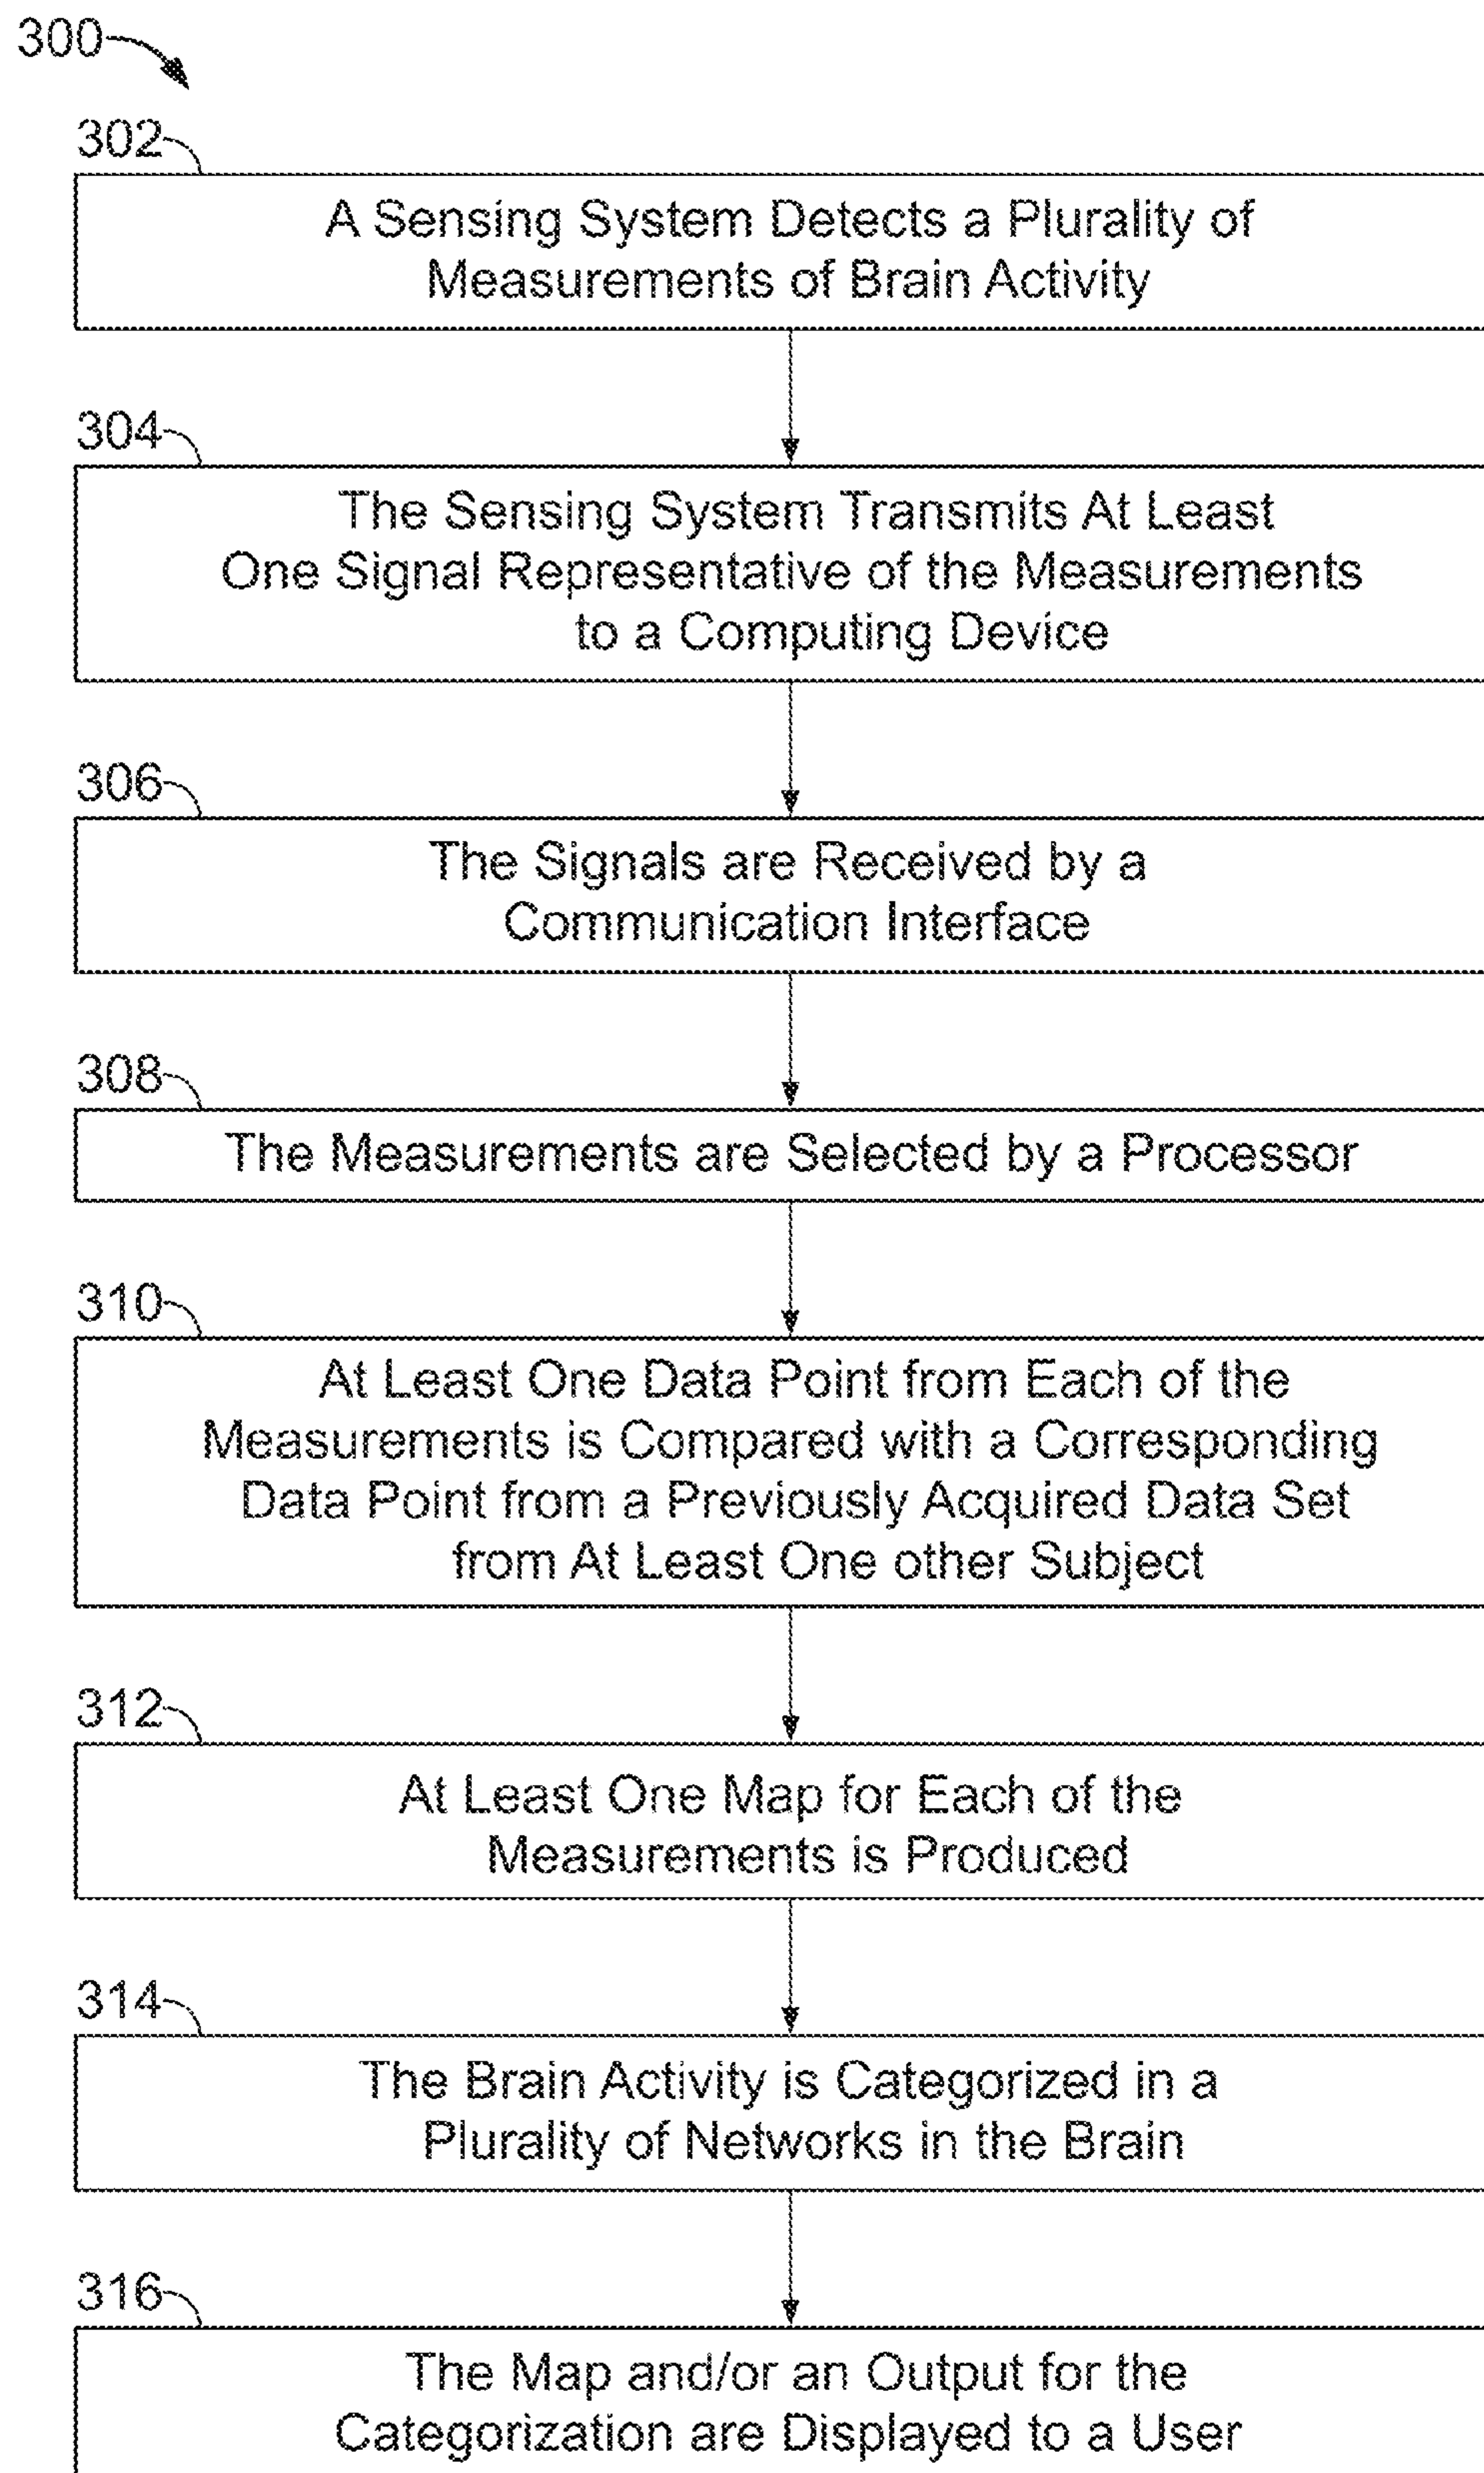 300
302
A Sensing System Detects a Plurality of
Measurements of Brain Activity
304
The Sensing System Transmits At Least
One Signal Representative of the Measurements
to a Computing Device
306
The Signals are Received by a
Communication Interface
308
The Measurements are Selected by a Processor
310
At Least One Data Point from Each of the
Measurements is Compared with a Corresponding
Data Point from a Previously Acquired Data Set
from At Least One other Subject
312
At Least One Map for Each of the
Measurements is Produced
314
The Brain Activity is Categorized in a
Plurality of Networks in the Brain
316
The Map and/or an Output for the
Categorization are Displayed to a User